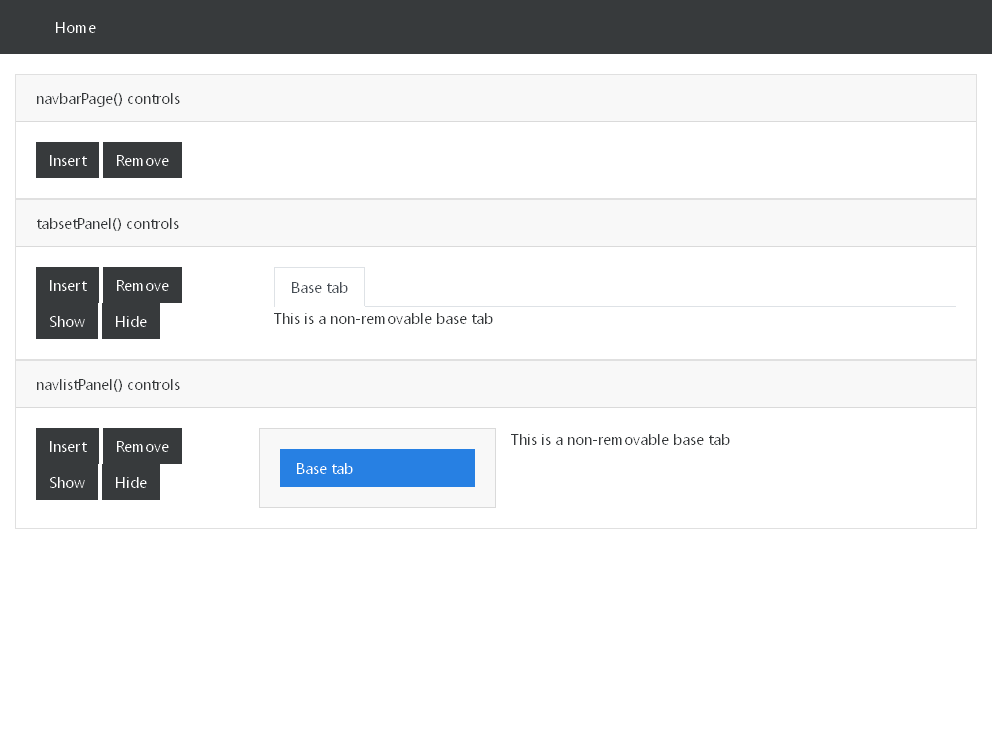 Home
navbarPage() controls
Insert Remove
tabsetPanel() controls
Insert Remove
Show Hide
Base tab
This is a non-removable base tab
navlistPanel() controls
Insert Remove
Show Hide
Base tab
This is a non-removable base tab